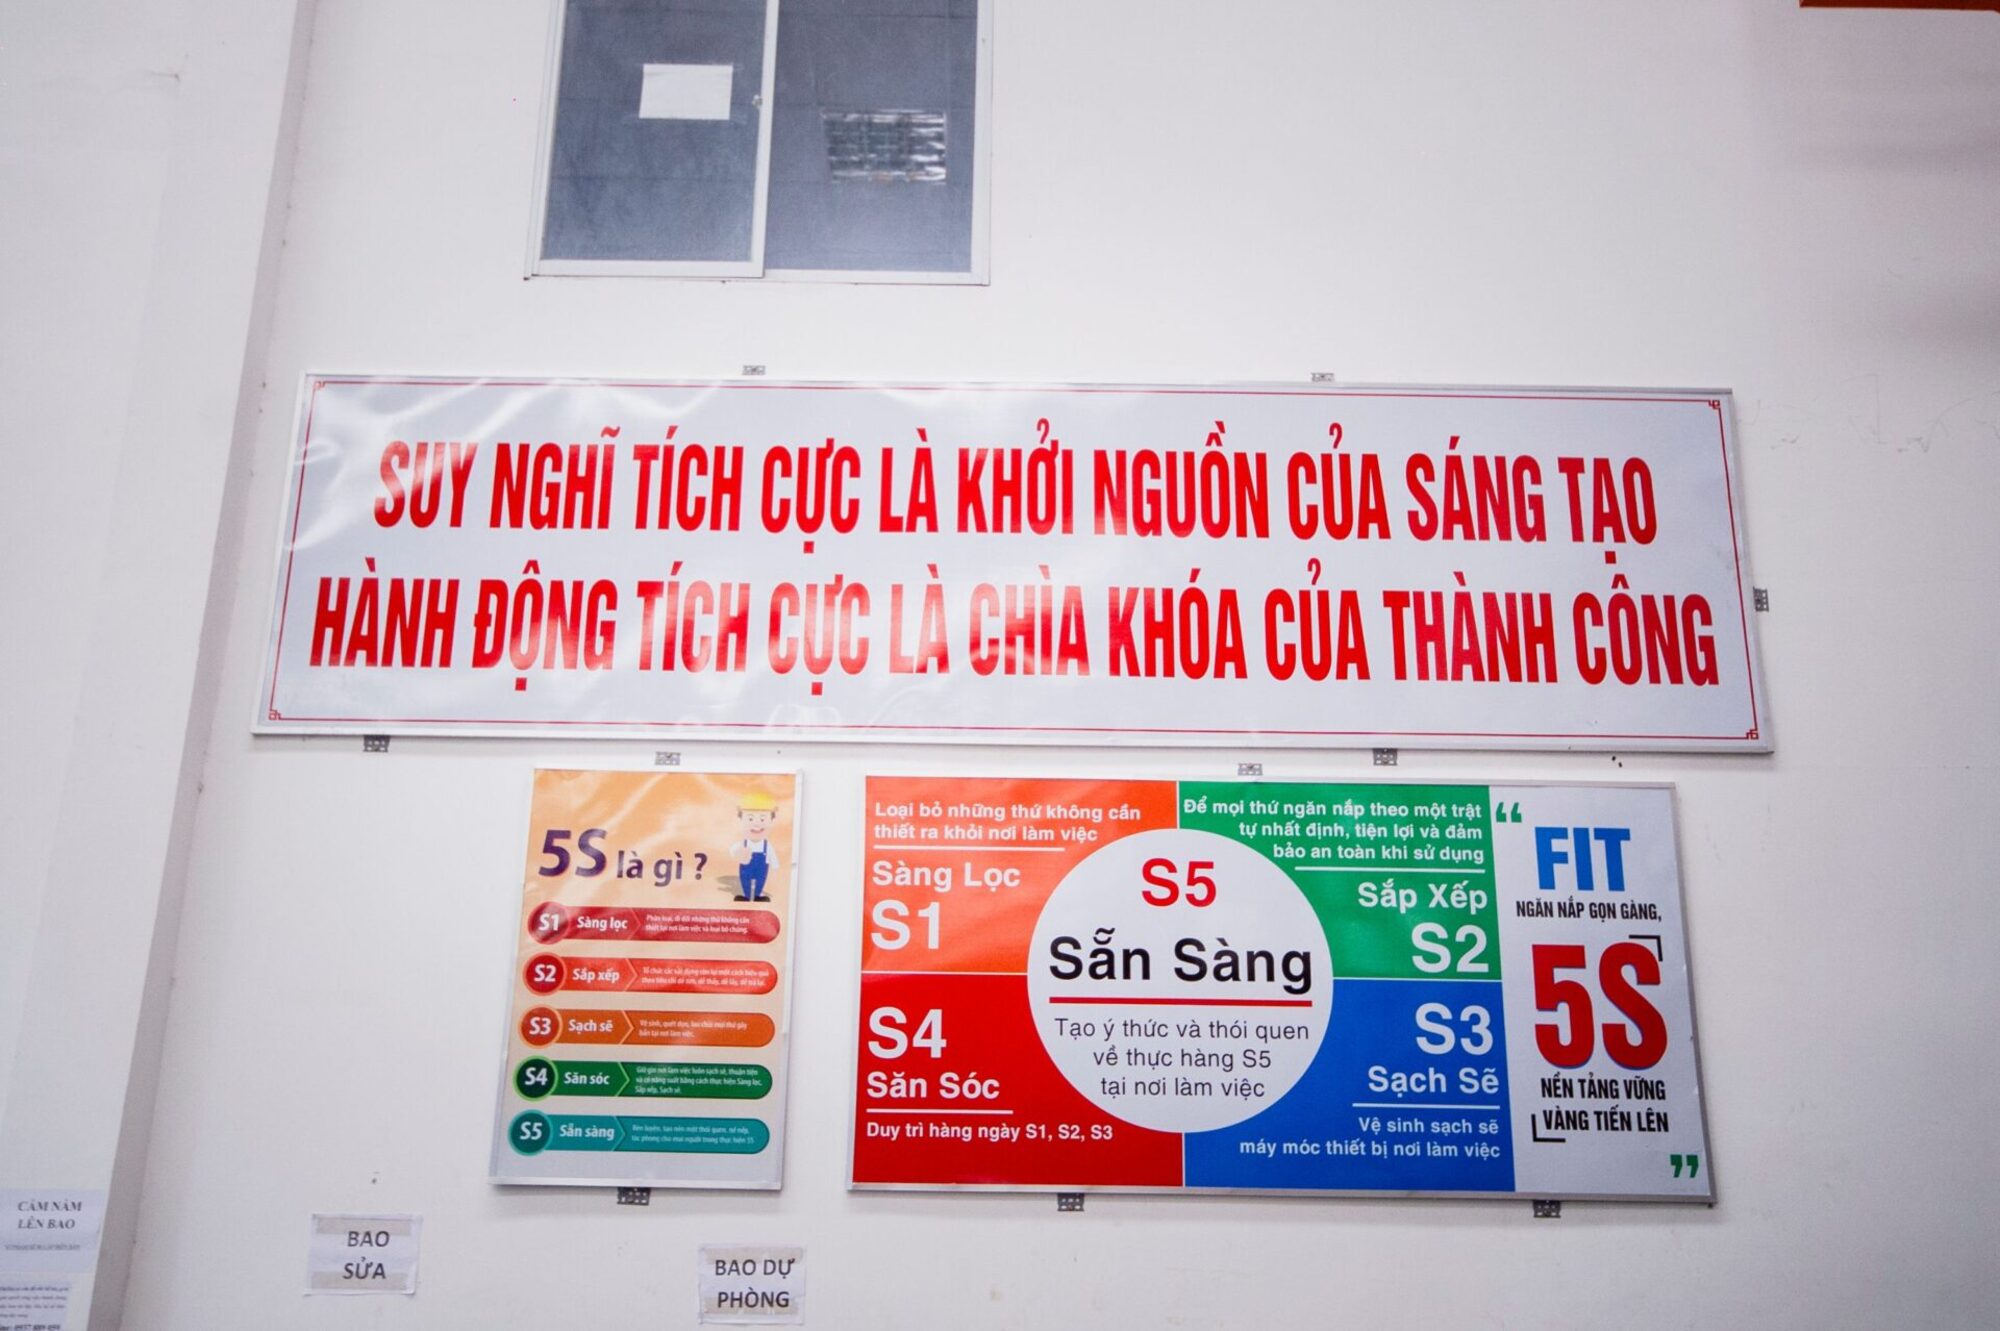 SUY NGHĨ TÍCH CỰC LÀ KHỞI NGUỒN CỦA SÁNG TẠO
HÀNH ĐỘNG TÍCH CỰC LÀ CHÌA KHÓA CỦA THÀNH CÔNG
5S là gì ?
S1 Sàng lọc
S2 Sắp xếp
S3 Sạch sẽ
S4 Săn sóc
S5 Sẵn sàng
Loại bỏ những thứ không cần
thiết ra khỏi nơi làm việc
Sàng Lọc
S1
Để mọi thứ ngăn nắp theo một trật
tự nhất định, tiện lợi và đảm
bảo an toàn khi sử dụng
Sắp Xếp
S2
S5
Sẵn Sàng
Tạo ý thức và thói quen
về thực hàng S5
tại nơi làm việc
S4
Săn Sóc
Duy trì hàng ngày S1, S2, S3
S3
Sạch Sẽ
Vệ sinh sạch sẽ
máy móc thiết bị nơi làm việc
“
FIT
NGĂN NẮP GỌN GÀNG,
5S
NỀN TẢNG VỮNG
VÀNG TIẾN LÊN
”
CẤM NẰM
LÊN BAO
BAO
SỬA
BAO DỰ
PHÒNG